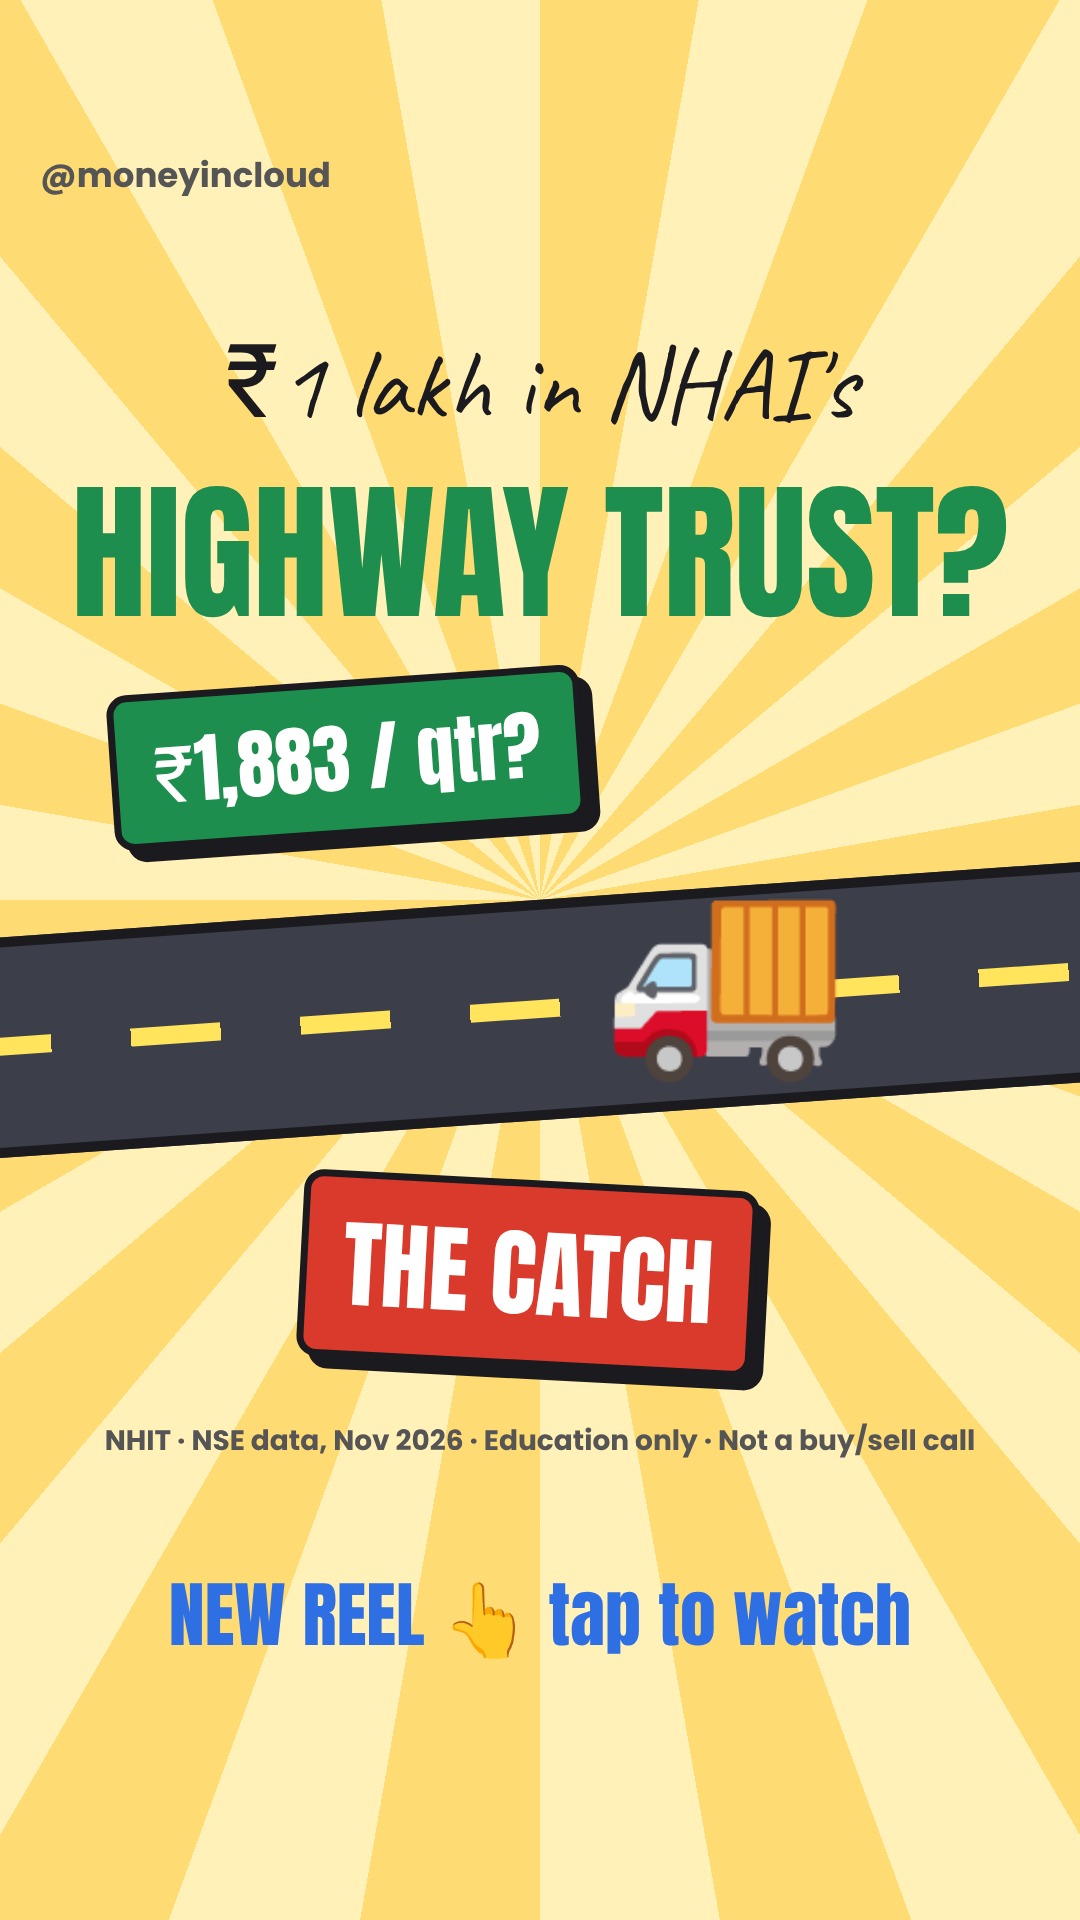 @moneyincloud
₹1 lakh in NHAI's
HIGHWAY TRUST?
₹1,883 / qtr?
THE CATCH
NHIT · NSE data, Nov 2026 · Education only · Not a buy/sell call
NEW REEL 👆 tap to watch